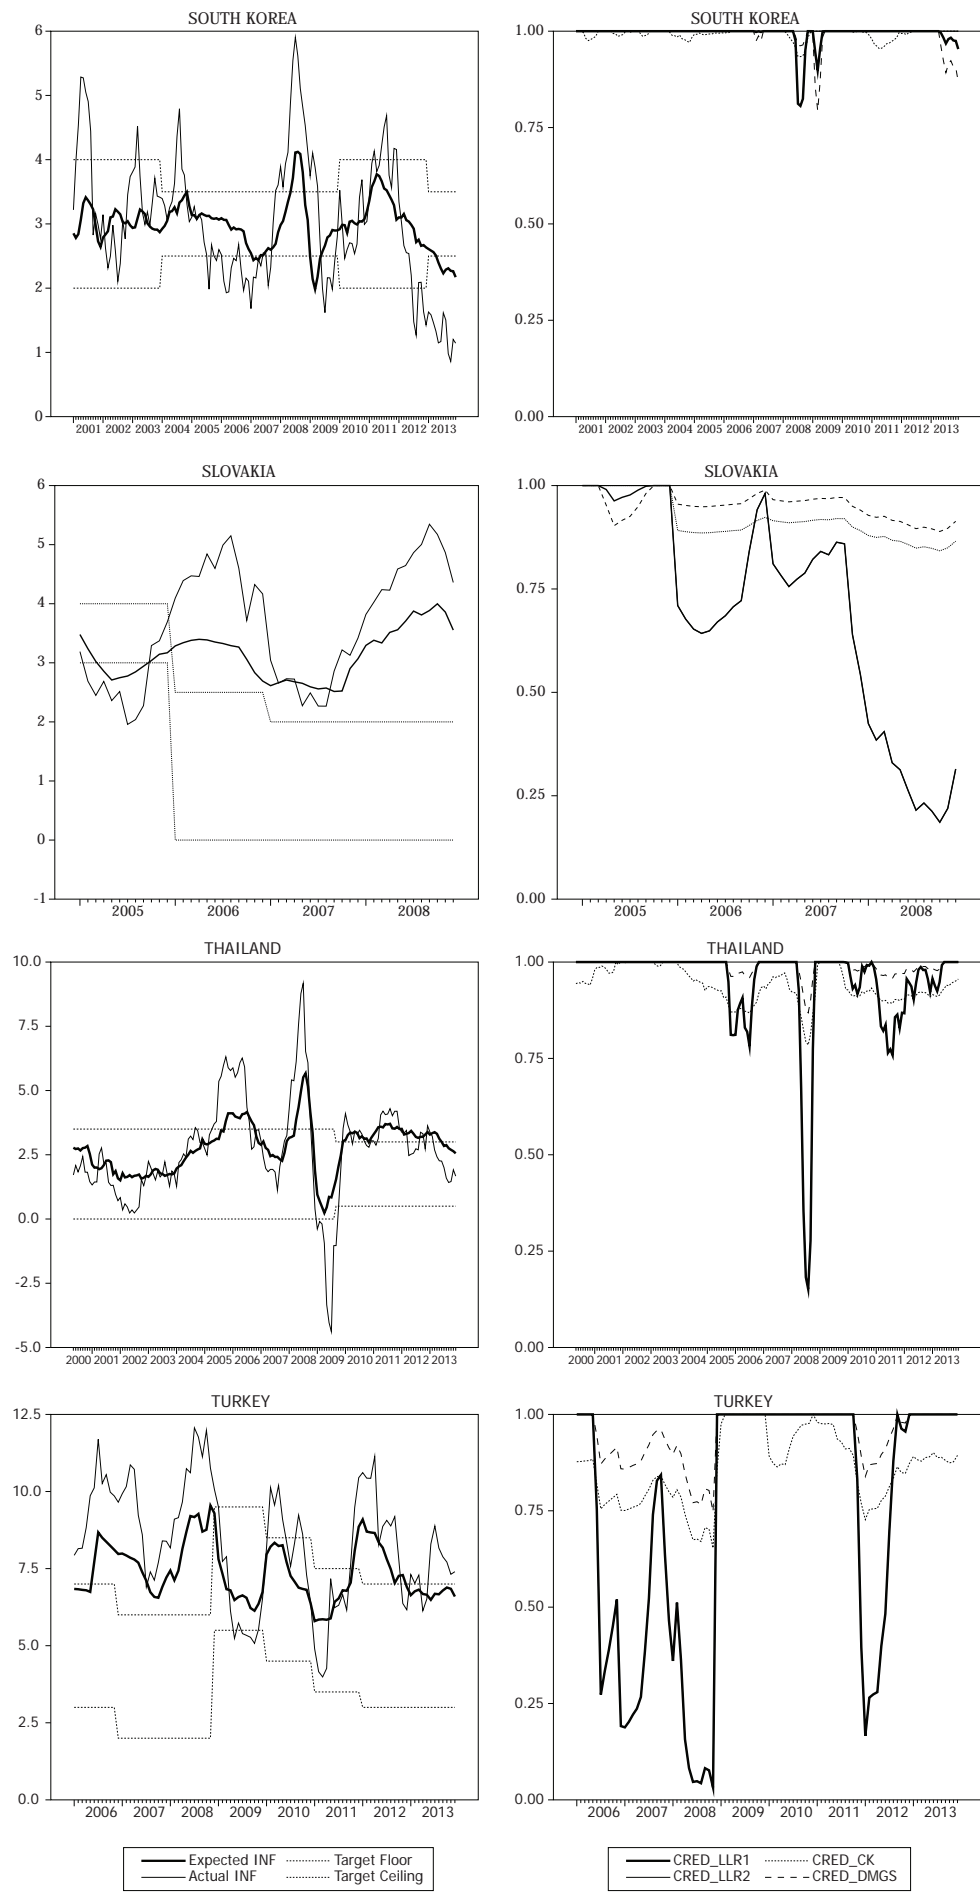 SOUTH KOREA
6
5
4
3
2
1
0
2001 2002 2003 2004 2005 2006 2007 2008 2009 2010 2011 2012 2013
SOUTH KOREA
1.00
0.75
0.50
0.25
0.00
2001 2002 2003 2004 2005 2006 2007 2008 2009 2010 2011 2012 2013
SLOVAKIA
6
5
4
3
2
1
0
-1
2005 2006 2007 2008
SLOVAKIA
1.00
0.75
0.50
0.25
0.00
2005 2006 2007 2008
THAILAND
10.0
7.5
5.0
2.5
0.0
-2.5
-5.0
2000 2001 2002 2003 2004 2005 2006 2007 2008 2009 2010 2011 2012 2013
THAILAND
1.00
0.75
0.50
0.25
0.00
2000 2001 2002 2003 2004 2005 2006 2007 2008 2009 2010 2011 2012 2013
TURKEY
12.5
10.0
7.5
5.0
2.5
0.0
2006 2007 2008 2009 2010 2011 2012 2013
TURKEY
1.00
0.75
0.50
0.25
0.00
2006 2007 2008 2009 2010 2011 2012 2013
Expected INF Target Floor
Actual INF Target Ceiling
CRED_LLR1 CRED_CK
CRED_LLR2 CRED_DMGS